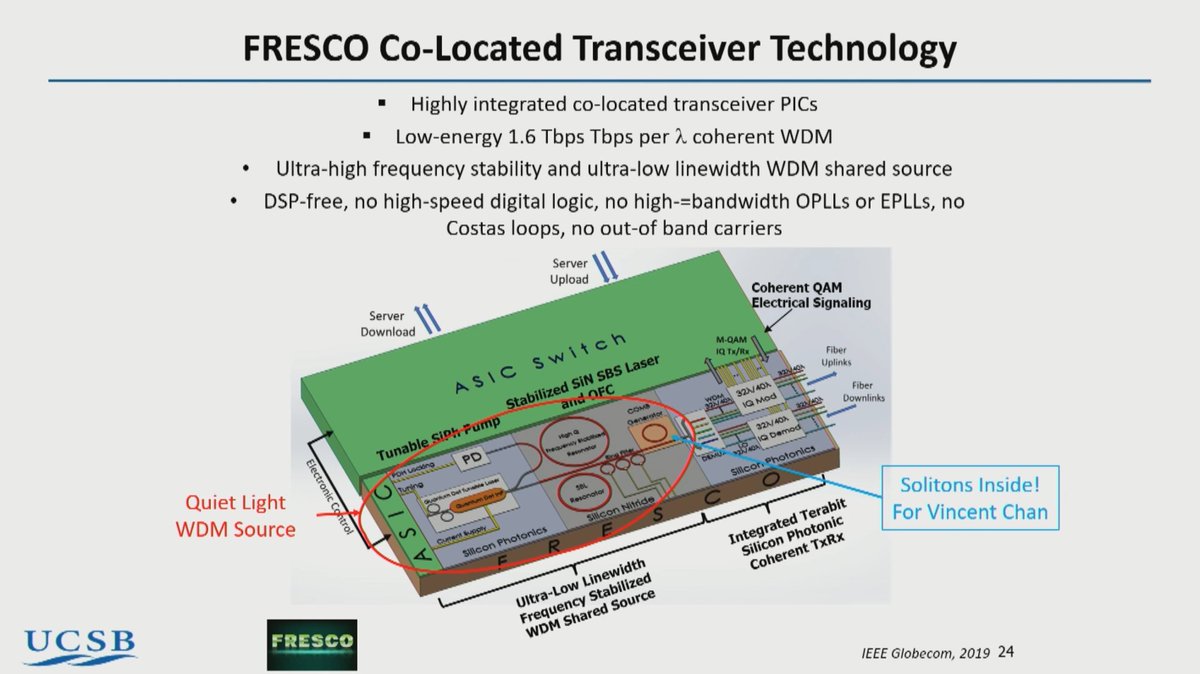 FRESCO Co-Located Transceiver Technology
▪ Highly integrated co-located transceiver PICs
▪ Low-energy 1.6 Tbps Tbps per λ coherent WDM
• Ultra-high frequency stability and ultra-low linewidth WDM shared source
• DSP-free, no high-speed digital logic, no high-=bandwidth OPLLs or EPLLs, no
Costas loops, no out-of band carriers
Server
Upload
Server
Download
Coherent QAM
Electrical Signaling
ASIC Switch
M-QAM
IQ Tx/Rx
Fiber
Uplinks
Fiber
Downlinks
Stabilized SiN SBS Laser
and OFC
Tunable SiPh Pump
COMB
Generator
WDM
32λ/40λ
32λ/40λ
IQ Mod
32λ/40λ
32λ/40λ
IQ Demod
32λ/40λ
LO
32λ/40λ
DEMUX
High Q
Frequency Stabilized
Resonator
Ring Filter
PD
PDH Locking
Tuning
Quantum Dot Tunable Laser
Quantum Dot InP
SBL
Resonator
Current Supply
Silicon Photonics
Silicon Nitride
Silicon Photonics
ASIC
FRESCO
Electronic Control
Quiet Light
WDM Source
Solitons Inside!
For Vincent Chan
Integrated Terabit
Silicon Photonic
Coherent TxRx
Ultra-Low Linewidth
Frequency Stabilized
WDM Shared Source
UCSB
FRESCO
IEEE Globecom, 2019 24